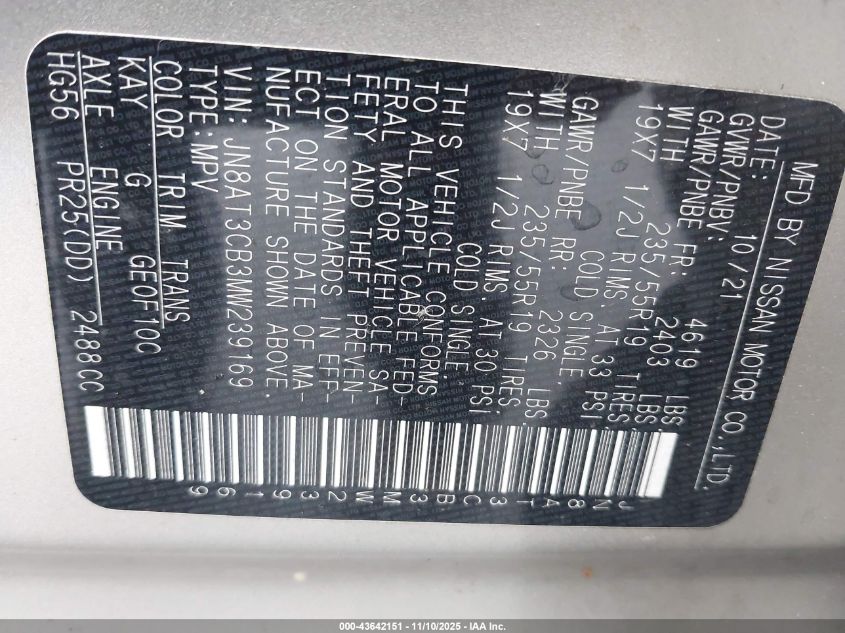 MFD BY NISSAN MOTOR CO., LTD.
DATE: 10/21
GVWR/PNBV: 4619 LBS
GAWR/PNBE FR: 2403 LBS.
WITH 235/55R19 TIRES,
19X7 1/2J RIMS, AT 33 PSI
COLD SINGLE,
GAWR/PNBE RR: 2326 LBS.
WITH 235/55R19 TIRES,
19X7 1/2J RIMS, AT 30 PSI
COLD SINGLE,
THIS VEHICLE CONFORMS
TO ALL APPLICABLE FED-
ERAL MOTOR VEHICLE SA-
FETY AND THEFT PREVEN-
TION STANDARDS IN EFF-
ECT ON THE DATE OF MA-
NUFACTURE SHOWN ABOVE
VIN: JN8AT3CB3MW239169
TYPE: MPV
COLOR TRIM TRANS
KAY G GEOF10C
AXLE ENGINE
HG56 PR25(DD) 2488CC
JN8AT3CB3MW239169
000-43642151 — 11/10/2025 — IAA Inc.